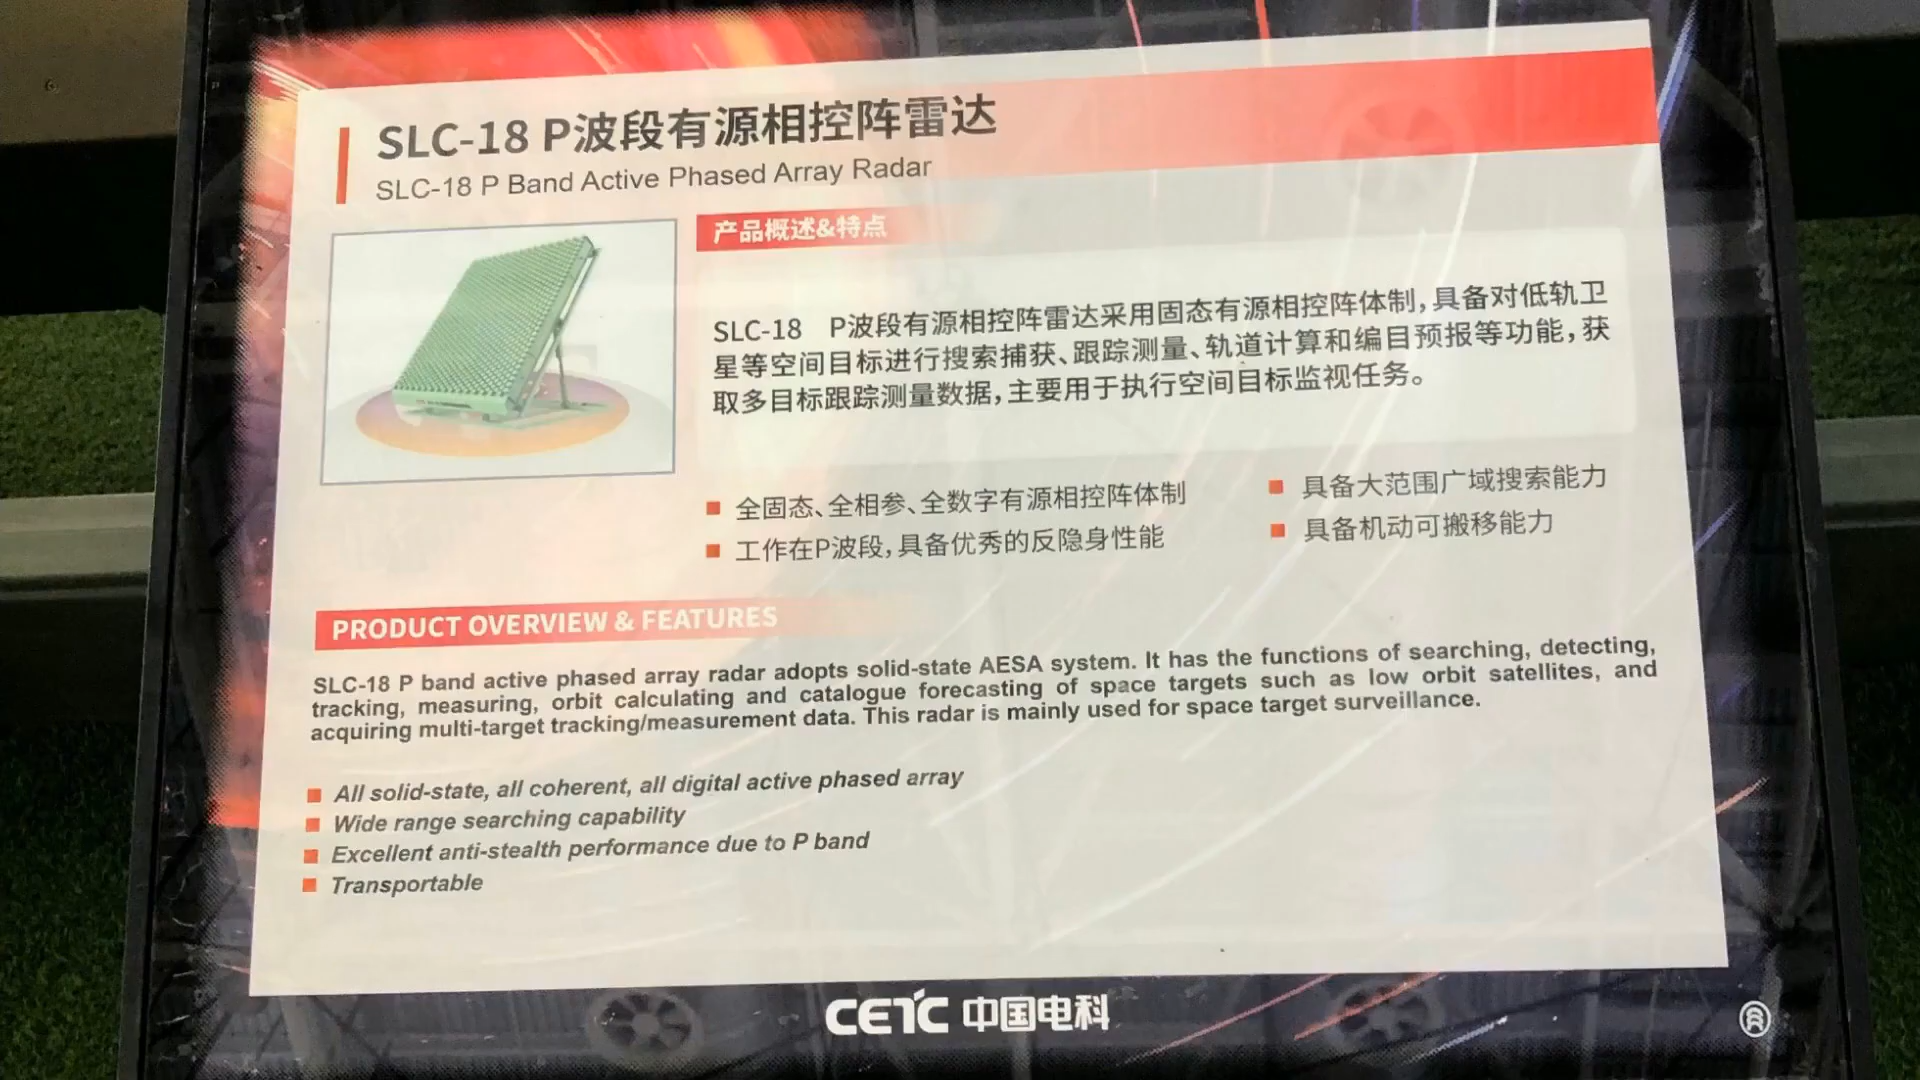 SLC-18 P波段有源相控阵雷达
SLC-18 P Band Active Phased Array Radar
产品概述&特点
SLC-18 P波段有源相控阵雷达采用固态有源相控阵体制,具备对低轨卫
星等空间目标进行搜索捕获、跟踪测量、轨道计算和编目预报等功能,获
取多目标跟踪测量数据,主要用于执行空间目标监视任务。
全固态、全相参、全数字有源相控阵体制
工作在P波段,具备优秀的反隐身性能
具备大范围广域搜索能力
具备机动可搬移能力
PRODUCT OVERVIEW & FEATURES
SLC-18 P band active phased array radar adopts solid-state AESA system. It has the functions of searching, detecting,
tracking, measuring, orbit calculating and catalogue forecasting of space targets such as low orbit satellites, and
acquiring multi-target tracking/measurement data. This radar is mainly used for space target surveillance.
All solid-state, all coherent, all digital active phased array
Wide range searching capability
Excellent anti-stealth performance due to P band
Transportable
CETC 中国电科